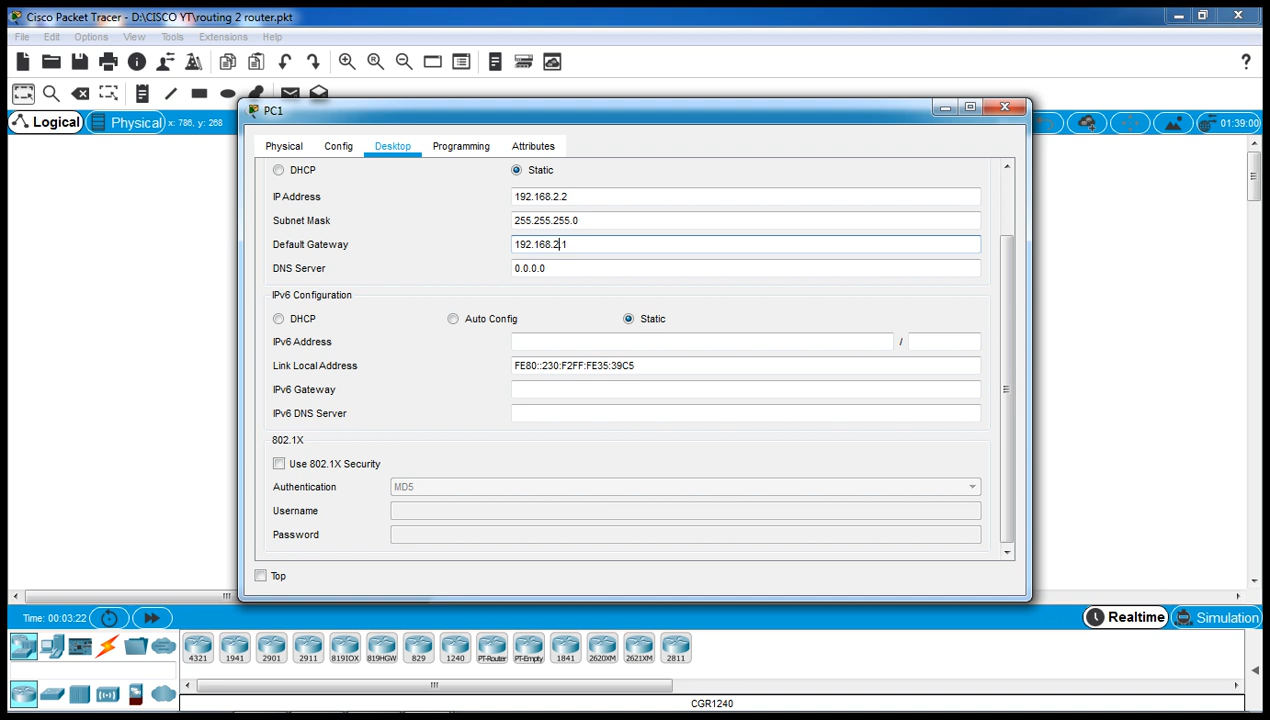 Cisco Packet Tracer - D:\CISCO YT\routing 2 router.pkt
File Edit Options View Tools Extensions Help
?
Logical Physical x: 786, y: 268 01:39:00
PC1
Physical Config Desktop Programming Attributes
DHCP Static
IP Address 192.168.2.2
Subnet Mask 255.255.255.0
Default Gateway 192.168.2.1
DNS Server 0.0.0.0
IPv6 Configuration
DHCP Auto Config Static
IPv6 Address /
Link Local Address FE80::230:F2FF:FE35:39C5
IPv6 Gateway
IPv6 DNS Server
802.1X
Use 802.1X Security
Authentication MD5
Username
Password
Top
Time: 00:03:22 Realtime Simulation
4321 1941 2901 2911 819IOX 819HGW 829 1240 PT-Router PT-Empty 1841 2620XM 2621XM 2811
CGR1240